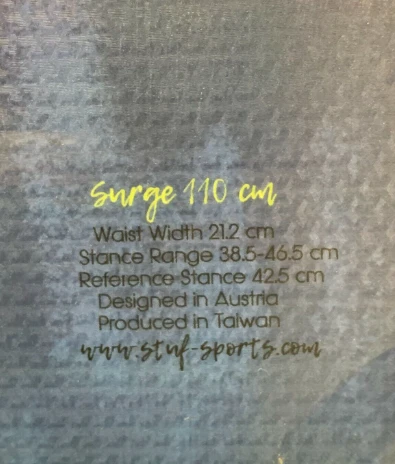 Surge 110 cm
Waist Width 21.2 cm
Stance Range 38.5-46.5 cm
Reference Stance 42.5 cm
Designed in Austria
Produced in Taiwan
www.stuf-sports.com